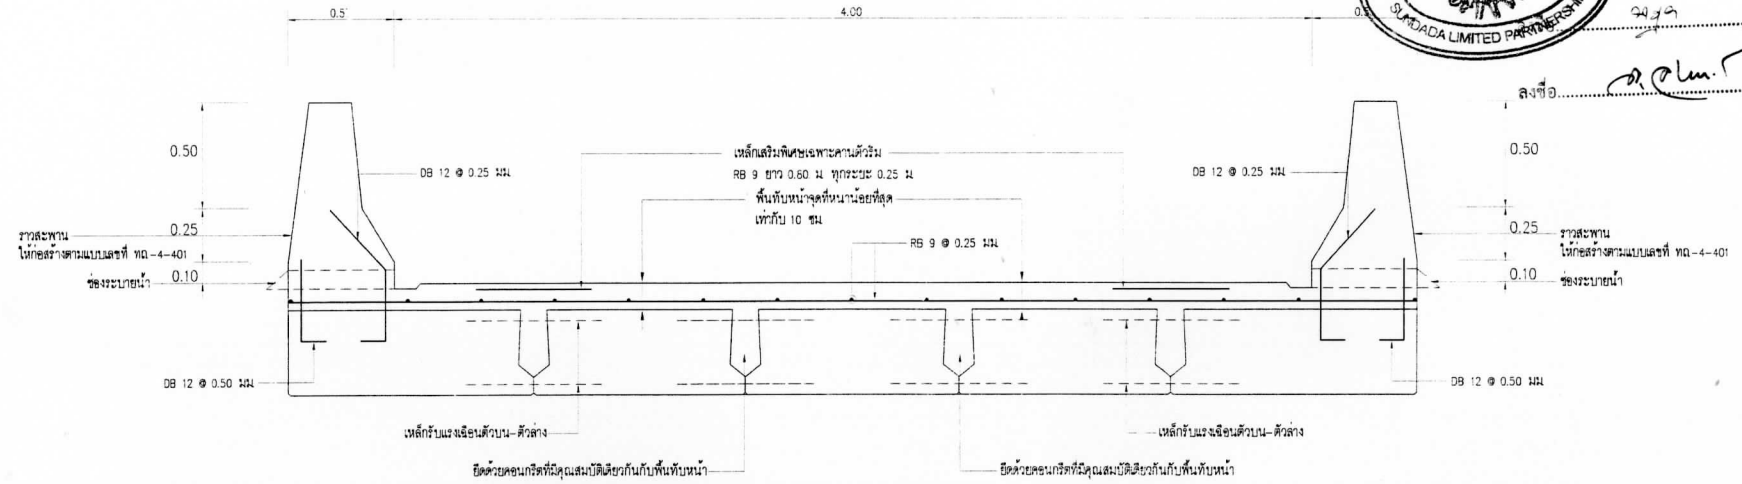 0.5
4.00
0.5
SUNDADA LIMITED PARTNERSHIP
ลงชื่อ
0.50
DB 12 @ 0.25 มม.
เหล็กเสริมพิเศษเฉพาะคานตัวริม
RB 9 ยาว 0.60 ม. ทุกระยะ 0.25 ม.
พื้นทับหน้าจุดที่หนาน้อยที่สุด
เท่ากับ 10 ซม.
RB 9 @ 0.25 มม.
DB 12 @ 0.25 มม.
0.50
ราวสะพาน
ให้ก่อสร้างตามแบบเลขที่ ทถ-4-401
0.25
ช่องระบายน้ำ
0.10
0.25
ราวสะพาน
ให้ก่อสร้างตามแบบเลขที่ ทถ-4-401
0.10
ช่องระบายน้ำ
DB 12 @ 0.50 มม.
DB 12 @ 0.50 มม.
เหล็กรับแรงเฉือนตัวบน-ตัวล่าง
เหล็กรับแรงเฉือนตัวบน-ตัวล่าง
ยึดด้วยคอนกรีตที่มีคุณสมบัติเดียวกันกับพื้นทับหน้า
ยึดด้วยคอนกรีตที่มีคุณสมบัติเดียวกันกับพื้นทับหน้า